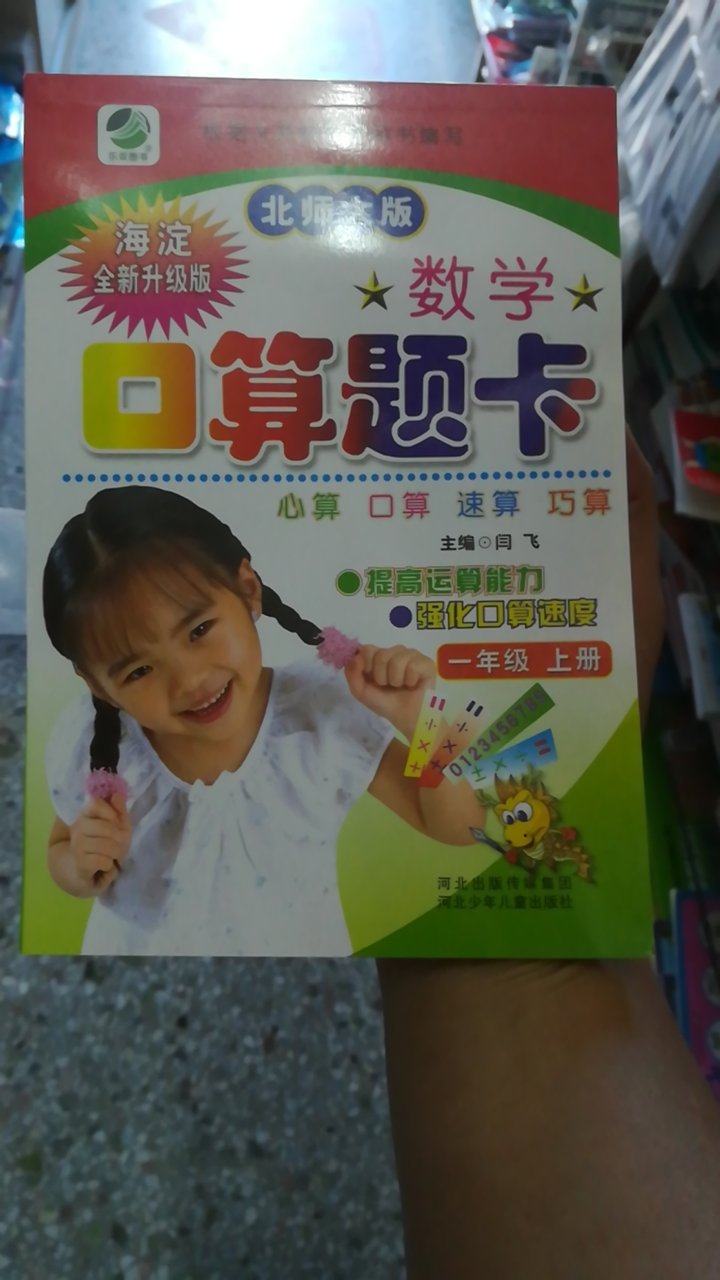 北师大版
海淀
全新升级版
数学
口算题卡
心算 口算 速算 巧算
主编⊙闫 飞
●提高运算能力
●强化口算速度
一年级 上册
0123456789
河北出版传媒集团
河北少年儿童出版社